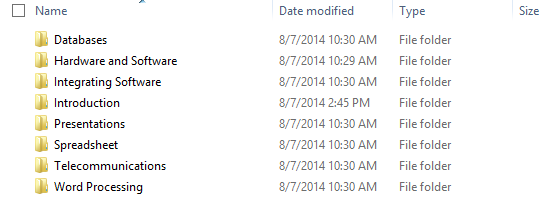 Name Date modified Type Size
Databases 8/7/2014 10:30 AM File folder
Hardware and Software 8/7/2014 10:29 AM File folder
Integrating Software 8/7/2014 10:30 AM File folder
Introduction 8/7/2014 2:45 PM File folder
Presentations 8/7/2014 10:30 AM File folder
Spreadsheet 8/7/2014 10:30 AM File folder
Telecommunications 8/7/2014 10:30 AM File folder
Word Processing 8/7/2014 10:30 AM File folder